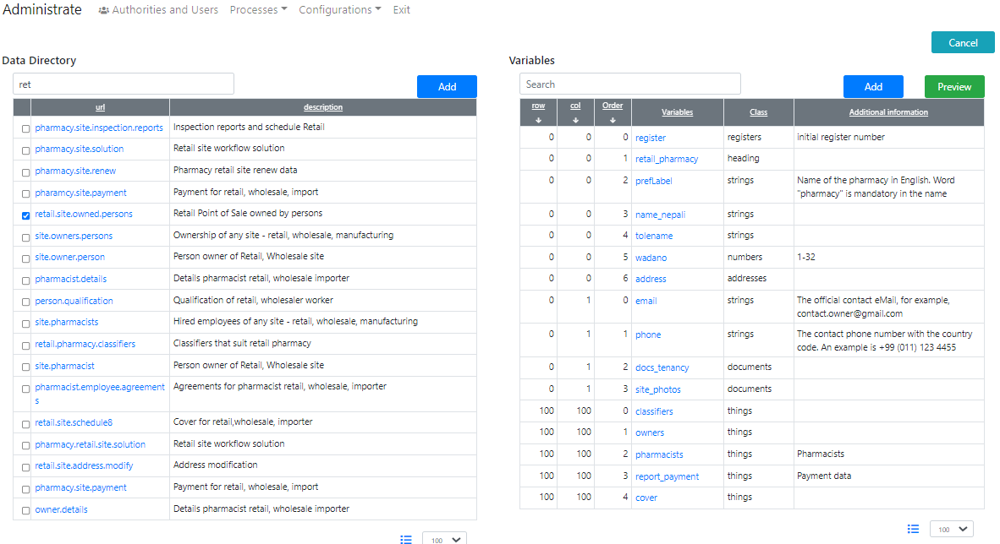 Administrate Authorities and Users Processes Configurations Exit
Cancel
Data Directory
ret
Add
url description
pharmacy.site.inspection.reports Inspection reports and schedule Retail
pharmacy.site.solution Retail site workflow solution
pharmacy.site.renew Pharmacy retail site renew data
pharamcy.site.payment Payment for retail, wholesale, import
retail.site.owned.persons Retail Point of Sale owned by persons
site.owners.persons Ownership of any site - retail, wholesale, manufacturing
site.owner.person Person owner of Retail, Wholesale site
pharmacist.details Details pharmacist retail, wholesale importer
person.qualification Qualification of retail, wholesaler worker
site.pharmacists Hired employees of any site - retail, wholesale, manufacturing
retail.pharmacy.classifiers Classifiers that suit retail pharmacy
site.pharmacist Person owner of Retail, Wholesale site
pharmacist.employee.agreement Agreements for pharmacist retail, wholesale, importer
s
retail.site.schedule8 Cover for retail,wholesale, importer
pharmacy.retail.site.solution Retail site workflow solution
retail.site.address.modify Address modification
pharmacy.site.payment Payment for retail, wholesale, import
owner.details Details pharmacist retail, wholesale importer
100
Variables
Search
Add
Preview
row col Order Variables Class Additional information
0 0 0 register registers initial register number
0 0 1 retail_pharmacy heading
0 0 2 prefLabel strings Name of the pharmacy in English. Word
"pharmacy" is mandatory in the name
0 0 3 name_nepali strings
0 0 4 tolename strings
0 0 5 wadano numbers 1-32
0 0 6 address addresses
0 1 0 email strings The official contact eMail, for example,
contact.owner@gmail.com
0 1 1 phone strings The contact phone number with the country
code. An example is +99 (011) 123 4455
0 1 2 docs_tenancy documents
0 1 3 site_photos documents
100 100 0 classifiers things
100 100 1 owners things
100 100 2 pharmacists things Pharmacists
100 100 3 report_payment things Payment data
100 100 4 cover things
100